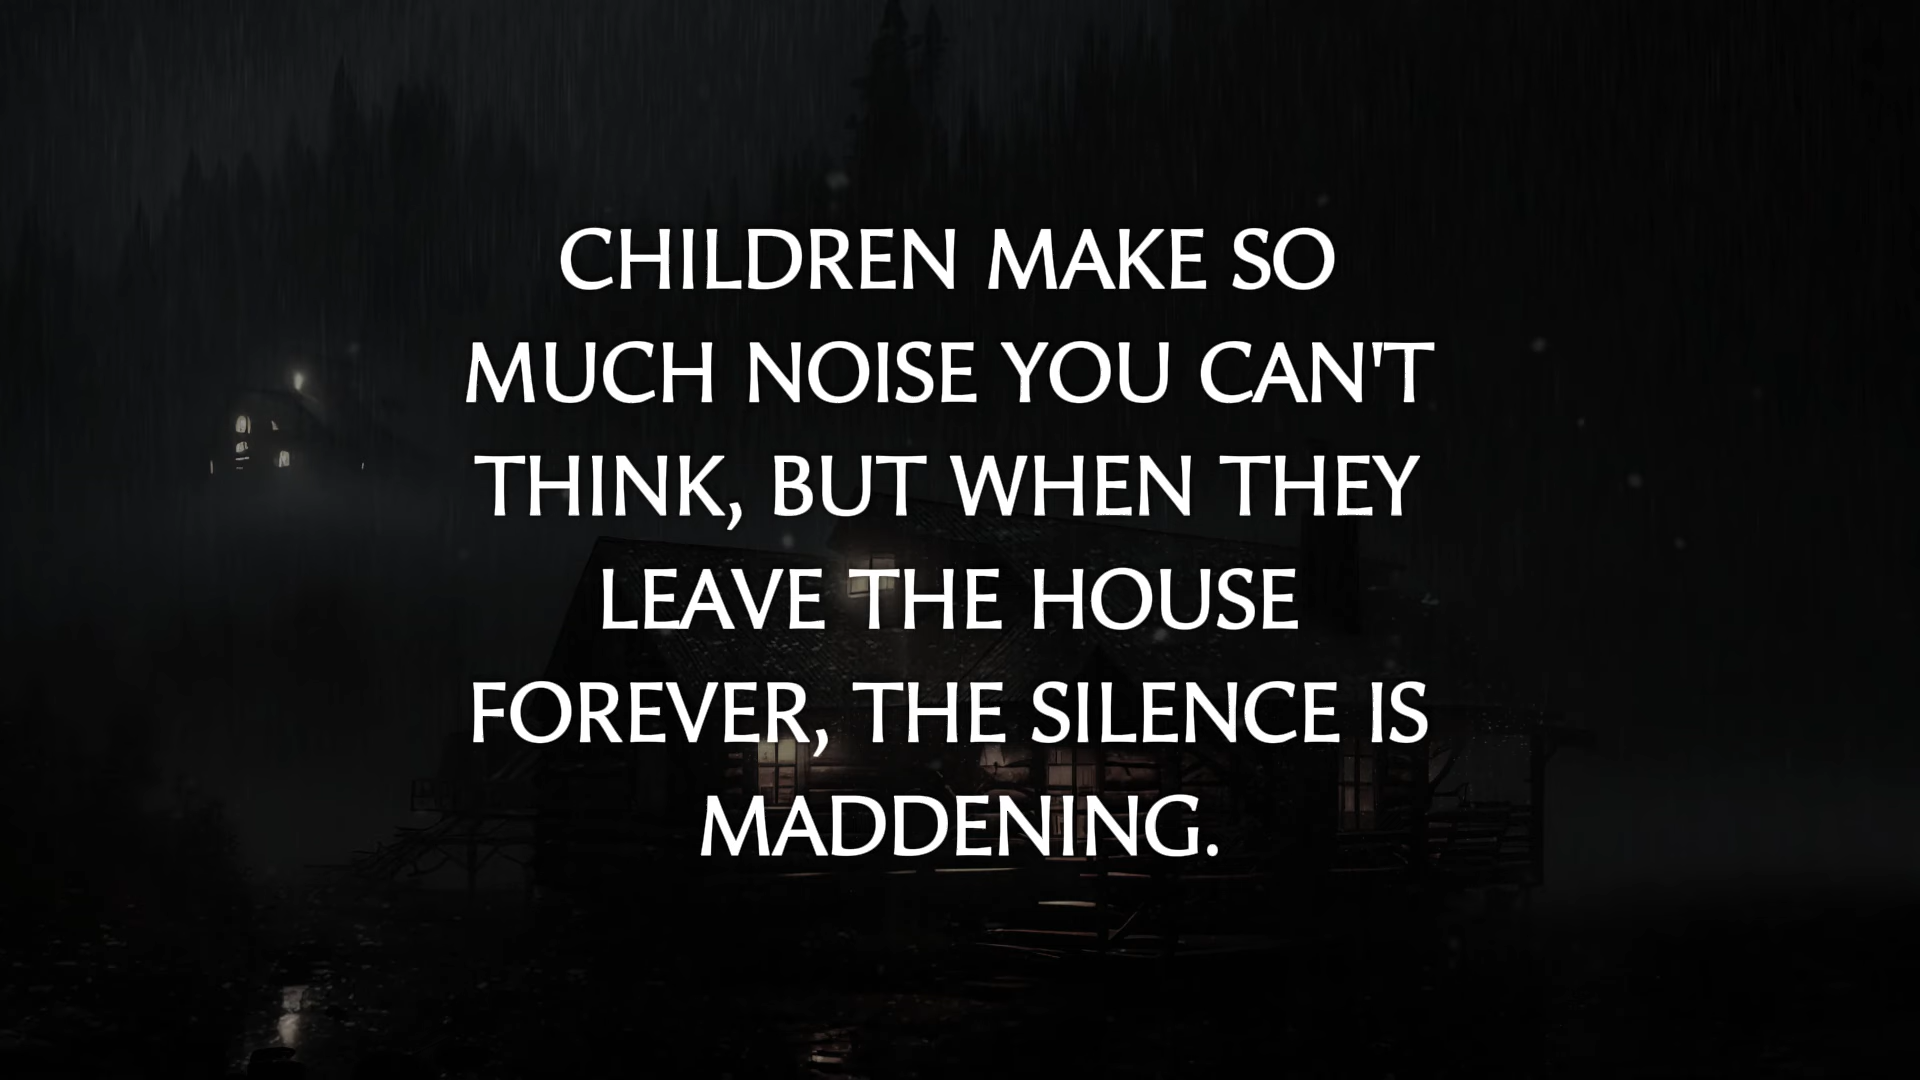 CHILDREN MAKE SO
MUCH NOISE YOU CAN'T
THINK, BUT WHEN THEY
LEAVE THE HOUSE
FOREVER, THE SILENCE IS
MADDENING.